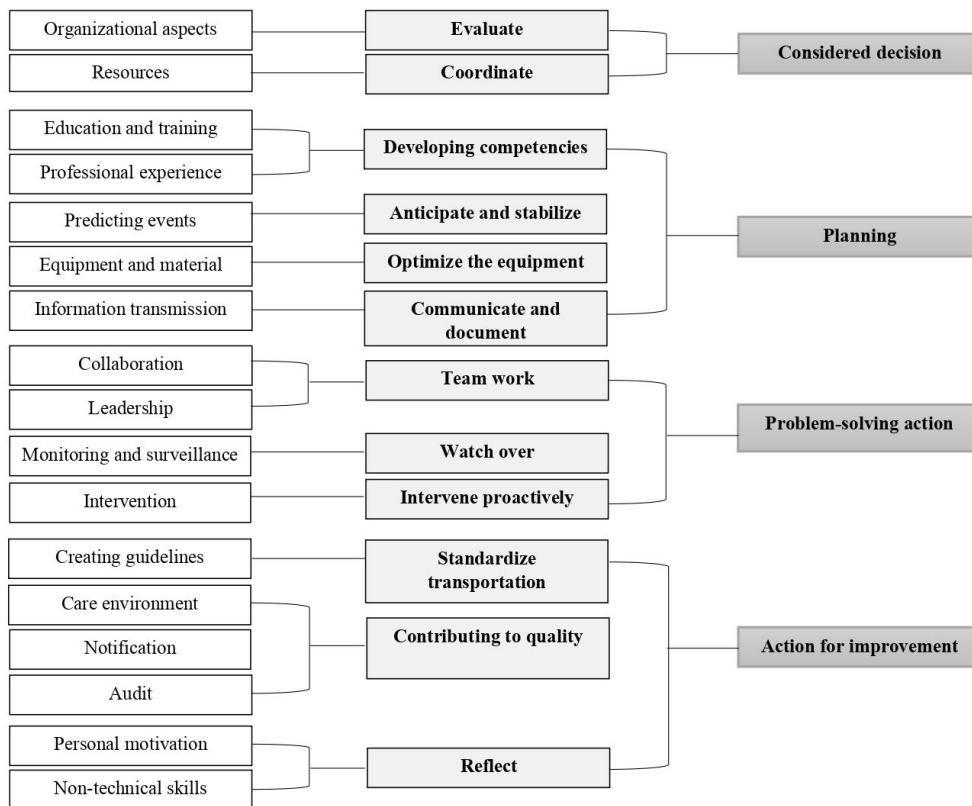 Organizational aspects
Evaluate
Considered decision
Resources
Coordinate
Education and training
Developing competencies
Professional experience
Predicting events
Anticipate and stabilize
Planning
Equipment and material
Optimize the equipment
Information transmission
Communicate and
document
Collaboration
Team work
Leadership
Problem-solving action
Monitoring and surveillance
Watch over
Intervention
Intervene proactively
Creating guidelines
Standardize
transportation
Care environment
Contributing to quality
Notification
Action for improvement
Audit
Personal motivation
Reflect
Non-technical skills